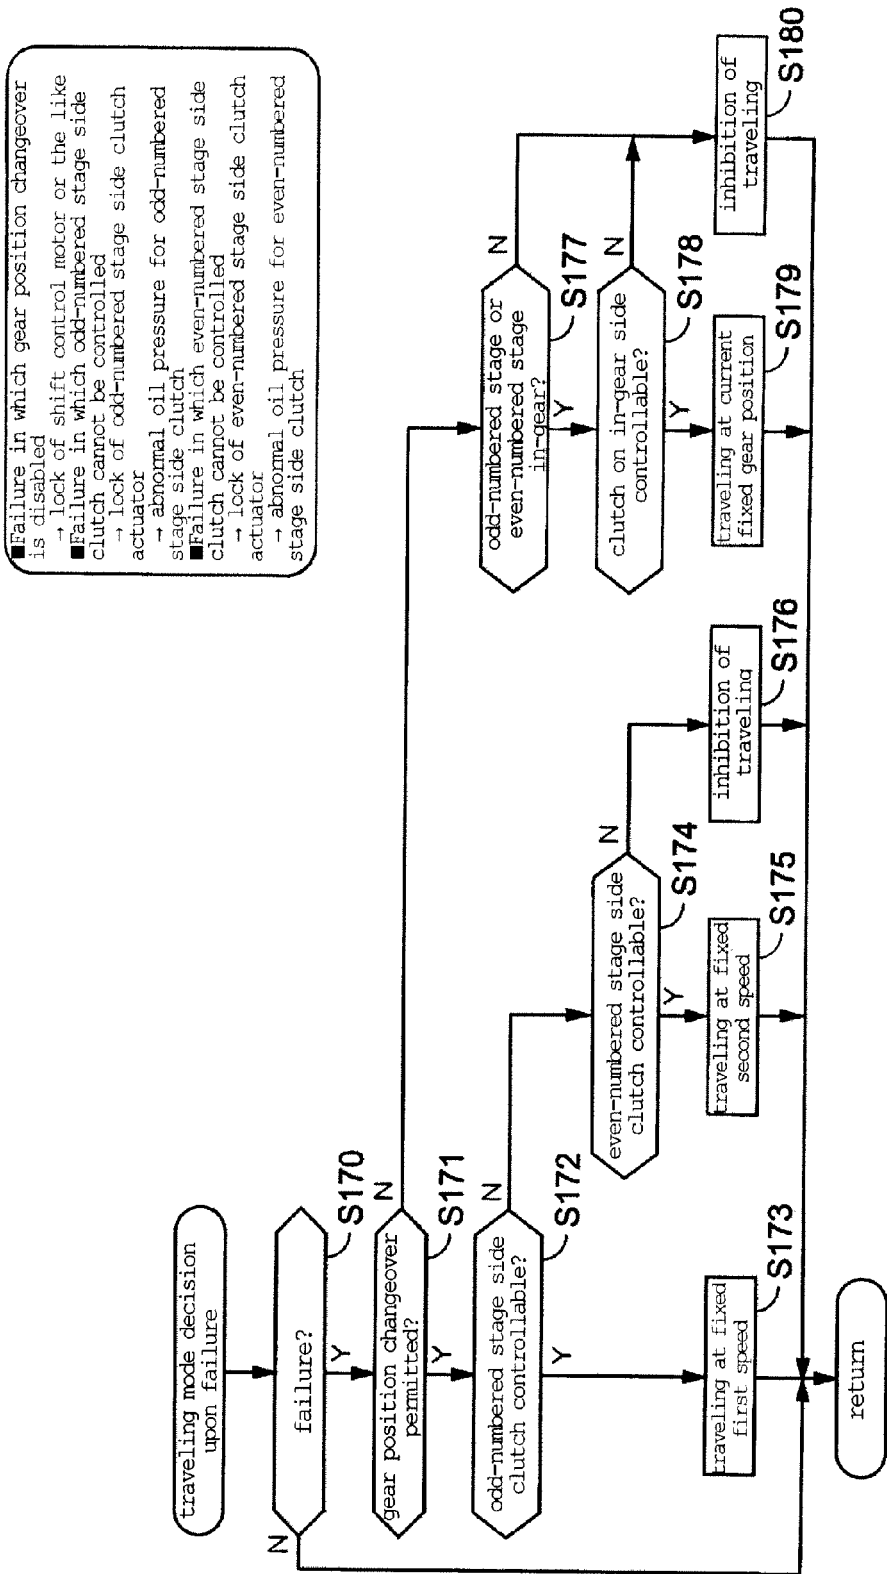 ■Failure in which gear position changeover
is disabled
→ lock of shift control motor or the like
■Failure in which odd-numbered stage side
clutch cannot be controlled
→ lock of odd-numbered stage side clutch
actuator
→ abnormal oil pressure for odd-numbered
stage side clutch
■Failure in which even-numbered stage side
clutch cannot be controlled
→ lock of even-numbered stage side clutch
actuator
→ abnormal oil pressure for even-numbered
stage side clutch
traveling mode decision
upon failure
failure?
S170
N
Y
gear position changeover
permitted?
S171
N
Y
odd-numbered stage side
clutch controllable?
S172
N
Y
traveling at fixed
first speed
S173
even-numbered stage side
clutch controllable?
S174
N
Y
traveling at fixed
second speed
S175
inhibition of
traveling
S176
odd-numbered stage or
even-numbered stage
in-gear?
S177
N
Y
clutch on in-gear side
controllable?
S178
N
Y
traveling at current
fixed gear position
S179
inhibition of
traveling
S180
return